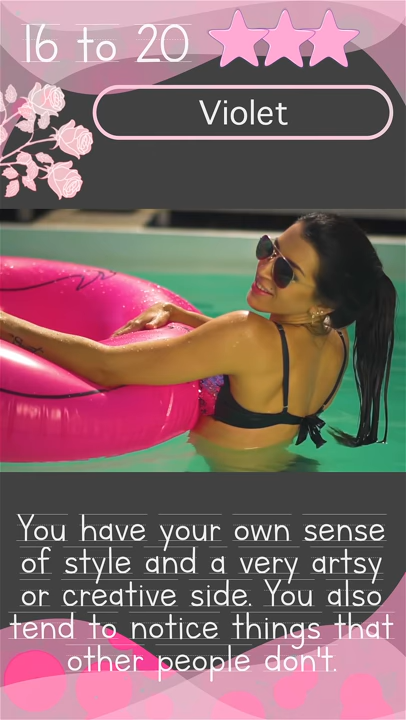 16 to 20
Violet
You have your own sense
of style and a very artsy
or creative side. You also
tend to notice things that
other people don't.